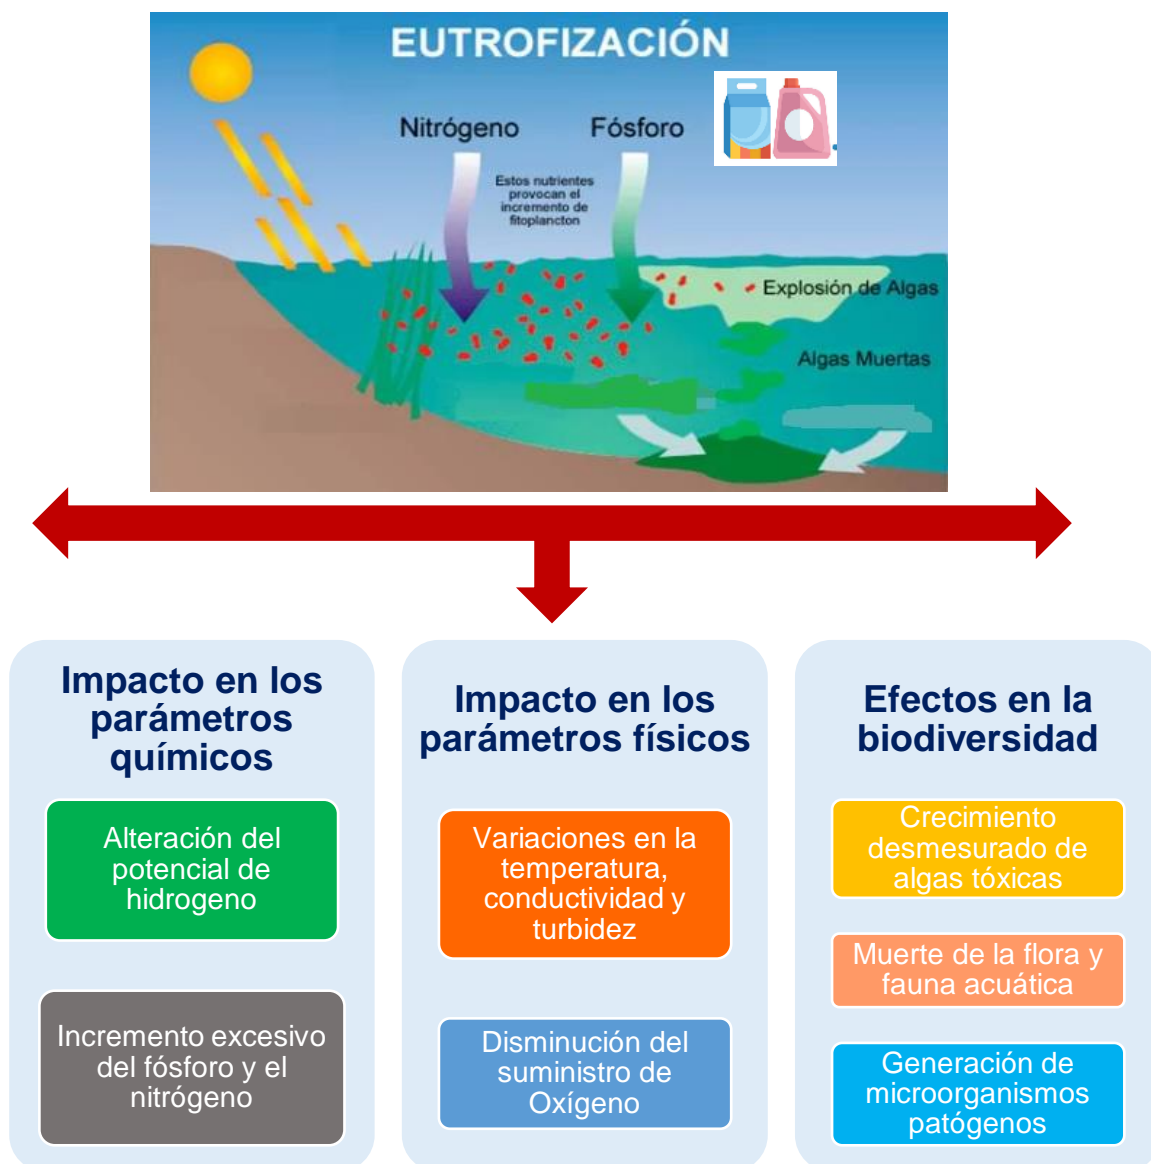 EUTROFIZACIÓN
Nitrógeno
Fósforo
Estos nutrientes
provocan el
incremento de
fitoplancton
Explosión de Algas
Algas Muertas
Impacto en los
parámetros
químicos
Alteración del
potencial de
hidrogeno
Incremento excesivo
del fósforo y el
nitrógeno
Impacto en los
parámetros físicos
Variaciones en la
temperatura,
conductividad y
turbidez
Disminución del
suministro de
Oxígeno
Efectos en la
biodiversidad
Crecimiento
desmesurado de
algas tóxicas
Muerte de la flora y
fauna acuática
Generación de
microorganismos
patógenos